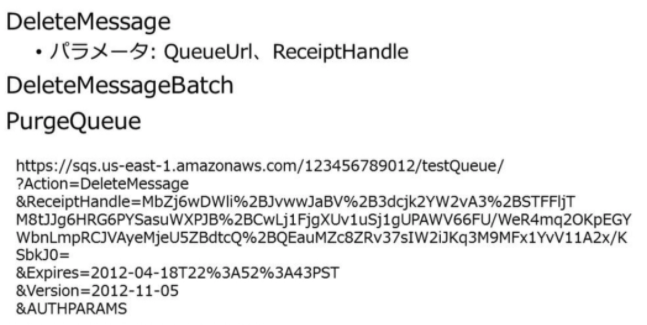 DeleteMessage
• パラメータ: QueueUrl、ReceiptHandle
DeleteMessageBatch
PurgeQueue
https://sqs.us-east-1.amazonaws.com/123456789012/testQueue/
?Action=DeleteMessage
&ReceiptHandle=MbZj6wDWli%2BJvwwJaBV%2B3dcjk2YW2vA3%2BSTFFljT
M8tJJg6HRG6PYSasuWXPJB%2BCwLj1FjgXUv1uSj1gUPAWV66FU/WeR4mq2OKpEGY
WbnLmpRCJVAyeMjeU5ZBdtcQ%2BQEauMZc8ZRv37sIW2iJKq3M9MFx1YvV11A2x/K
SbkJ0=
&Expires=2012-04-18T22%3A52%3A43PST
&Version=2012-11-05
&AUTHPARAMS